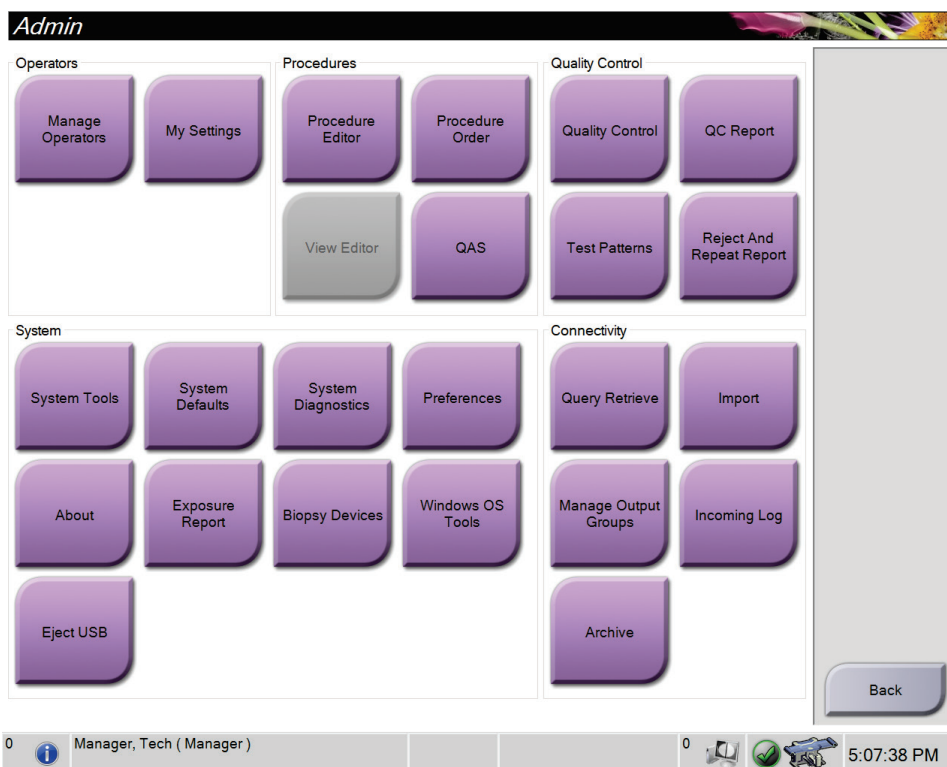 Admin
Operators
Manage
Operators
My Settings
Procedures
Procedure
Editor
Procedure
Order
View Editor
QAS
Quality Control
Quality Control
QC Report
Test Patterns
Reject And
Repeat Report
System
System Tools
System
Defaults
System
Diagnostics
Preferences
About
Exposure
Report
Biopsy Devices
Windows OS
Tools
Eject USB
Connectivity
Query Retrieve
Import
Manage Output
Groups
Incoming Log
Archive
Back
0
Manager, Tech ( Manager )
0
5:07:38 PM